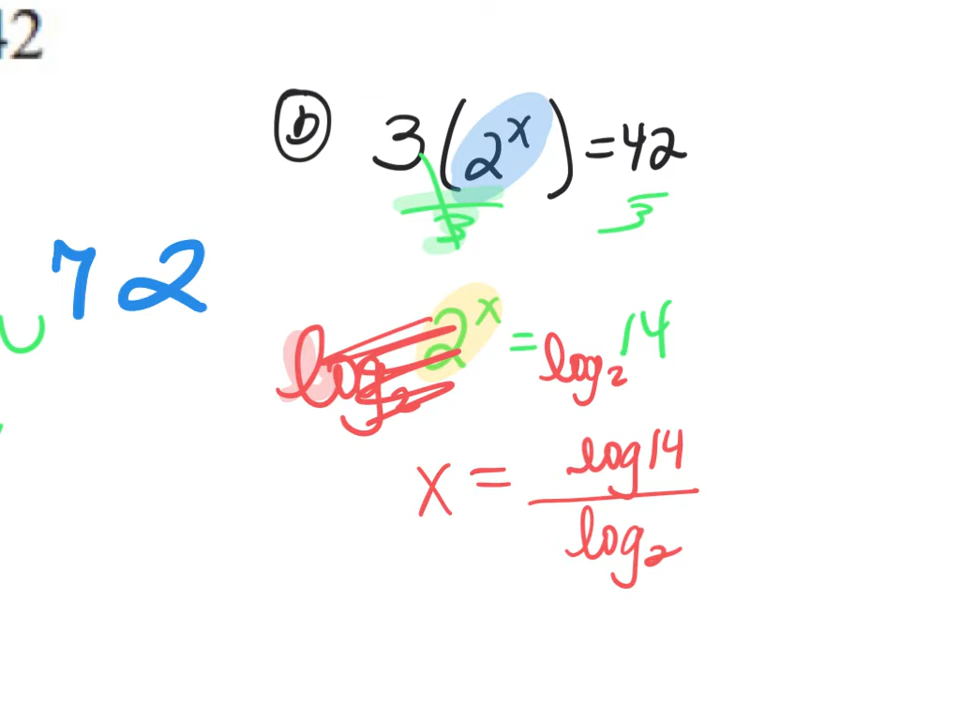 42
ⓑ 3(2^x) = 42
3 3
72
log₂ 2^x = log₂ 14
x = log 14 / log 2